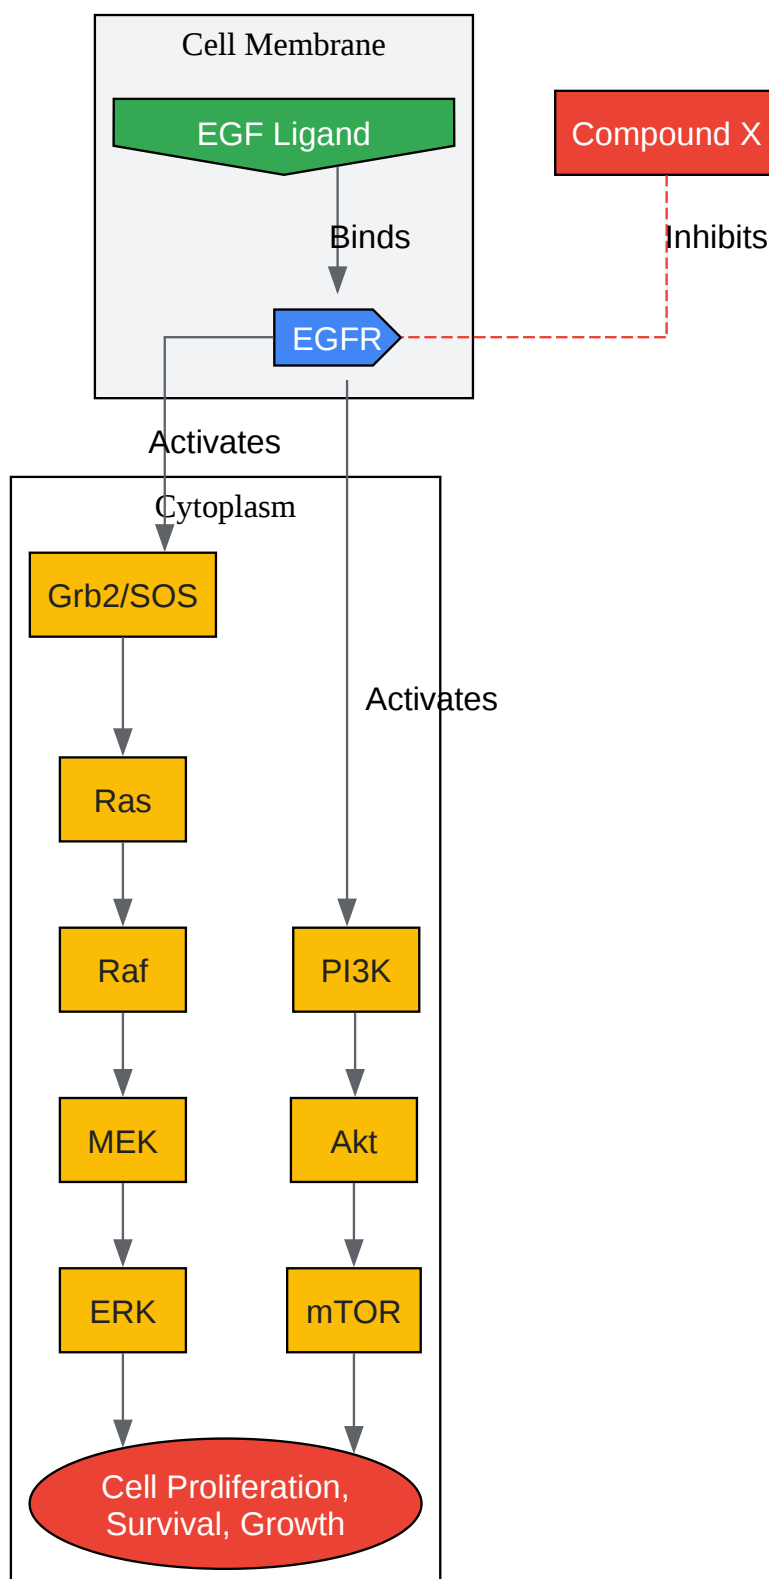 Cell Membrane
EGF Ligand
Compound X
Binds
Inhibits
EGFR
Activates
Cytoplasm
Grb2/SOS
Activates
Ras
Raf
PI3K
MEK
Akt
ERK
mTOR
Cell Proliferation,
Survival, Growth